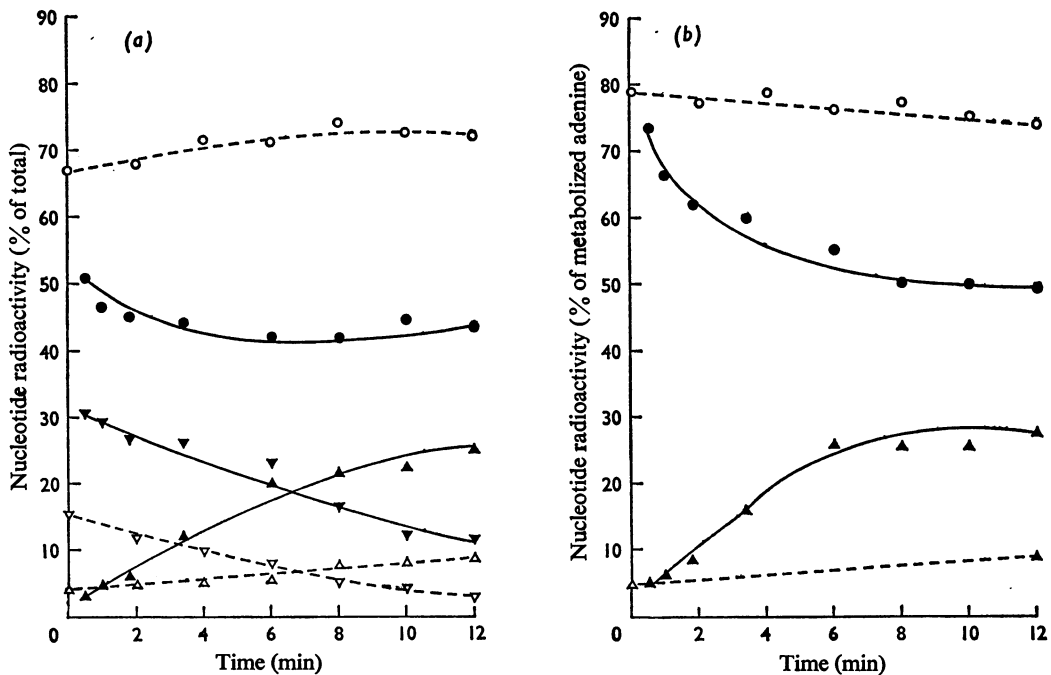 (a)
90
80
70
60
50
40
30
20
10
0 2 4 6 8 10 12
Time (min)
Nucleotide radioactivity (% of total)
(b)
90
80
70
60
50
40
30
20
10
0 2 4 6 8 10 12
Time (min)
Nucleotide radioactivity (% of metabolized adenine)